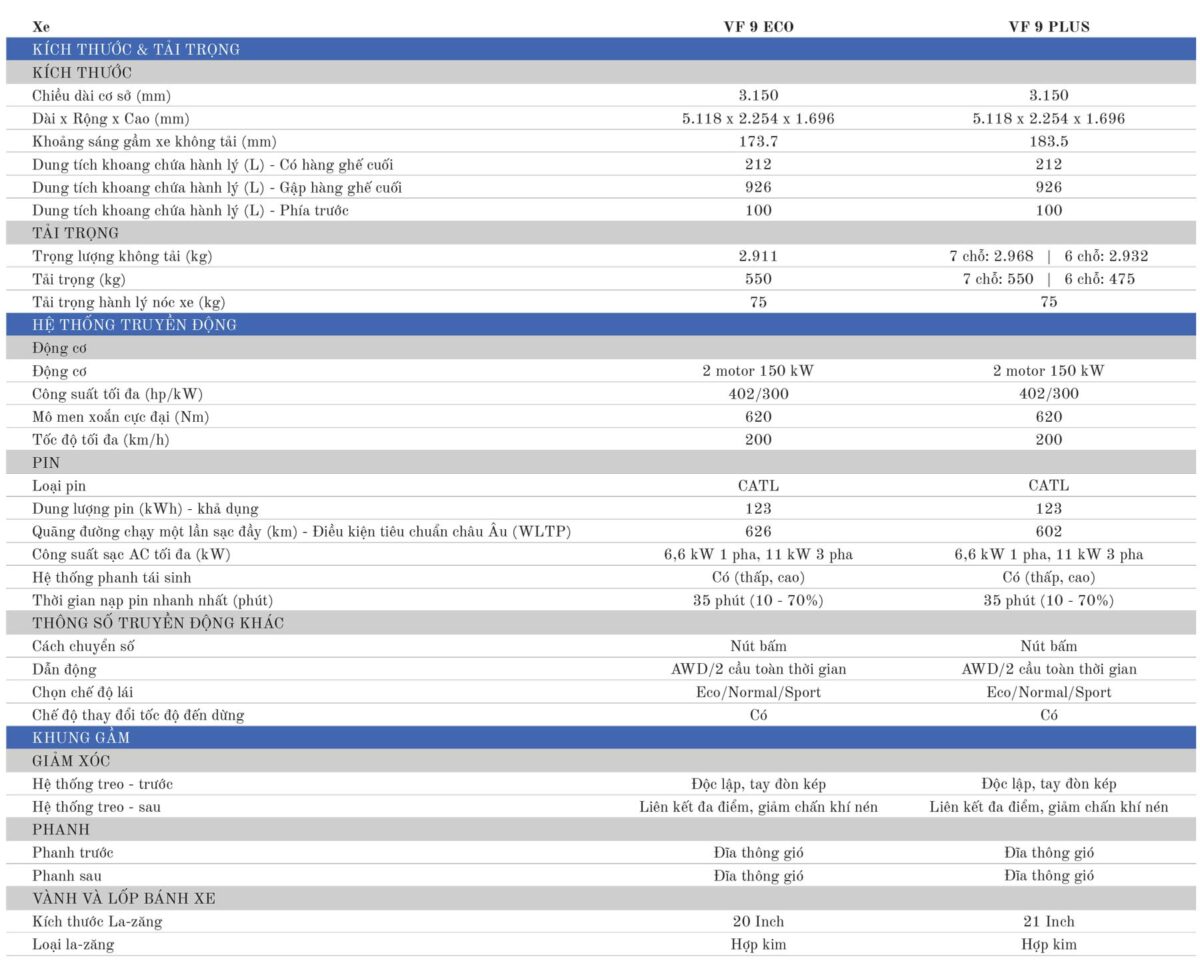 Xe VF 9 ECO VF 9 PLUS
KÍCH THƯỚC & TẢI TRỌNG
KÍCH THƯỚC
Chiều dài cơ sở (mm) 3.150 3.150
Dài x Rộng x Cao (mm) 5.118 x 2.254 x 1.696 5.118 x 2.254 x 1.696
Khoảng sáng gầm xe không tải (mm) 173.7 183.5
Dung tích khoang chứa hành lý (L) - Có hàng ghế cuối 212 212
Dung tích khoang chứa hành lý (L) - Gập hàng ghế cuối 926 926
Dung tích khoang chứa hành lý (L) - Phía trước 100 100
TẢI TRỌNG
Trọng lượng không tải (kg) 2.911 7 chỗ: 2.968 | 6 chỗ: 2.932
Tải trọng (kg) 550 7 chỗ: 550 | 6 chỗ: 475
Tải trọng hành lý nóc xe (kg) 75 75
HỆ THỐNG TRUYỀN ĐỘNG
Động cơ
Động cơ 2 motor 150 kW 2 motor 150 kW
Công suất tối đa (hp/kW) 402/300 402/300
Mô men xoắn cực đại (Nm) 620 620
Tốc độ tối đa (km/h) 200 200
PIN
Loại pin CATL CATL
Dung lượng pin (kWh) - khả dụng 123 123
Quãng đường chạy một lần sạc đầy (km) - Điều kiện tiêu chuẩn châu Âu (WLTP) 626 602
Công suất sạc AC tối đa (kW) 6,6 kW 1 pha, 11 kW 3 pha 6,6 kW 1 pha, 11 kW 3 pha
Hệ thống phanh tái sinh Có (thấp, cao) Có (thấp, cao)
Thời gian nạp pin nhanh nhất (phút) 35 phút (10 - 70%) 35 phút (10 - 70%)
THÔNG SỐ TRUYỀN ĐỘNG KHÁC
Cách chuyển số Nút bấm Nút bấm
Dẫn động AWD/2 cầu toàn thời gian AWD/2 cầu toàn thời gian
Chọn chế độ lái Eco/Normal/Sport Eco/Normal/Sport
Chế độ thay đổi tốc độ đến dừng Có Có
KHUNG GẦM
GIẢM XÓC
Hệ thống treo - trước Độc lập, tay đòn kép Độc lập, tay đòn kép
Hệ thống treo - sau Liên kết đa điểm, giảm chấn khí nén Liên kết đa điểm, giảm chấn khí nén
PHANH
Phanh trước Đĩa thông gió Đĩa thông gió
Phanh sau Đĩa thông gió Đĩa thông gió
VÀNH VÀ LỐP BÁNH XE
Kích thước La-zăng 20 Inch 21 Inch
Loại la-zăng Hợp kim Hợp kim